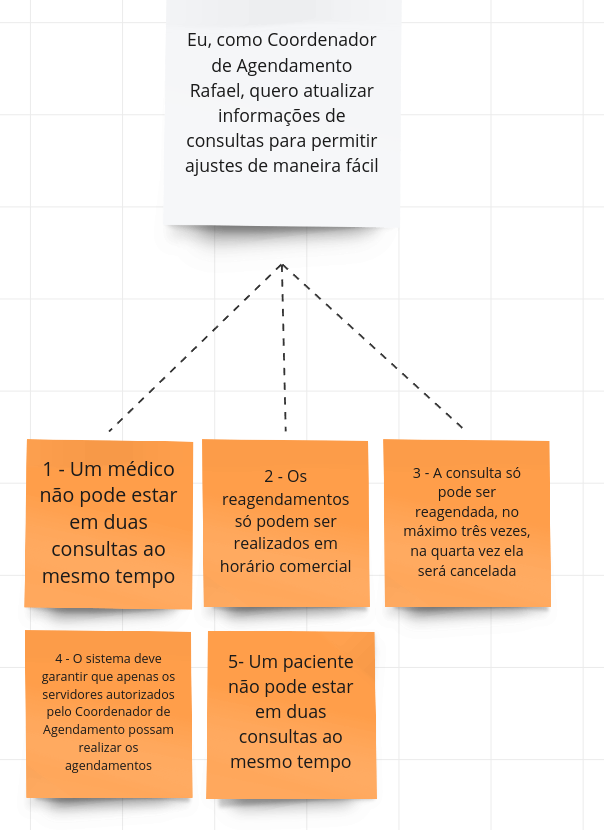 Eu, como Coordenador
de Agendamento
Rafael, quero atualizar
informações de
consultas para permitir
ajustes de maneira fácil
1 - Um médico
não pode estar
em duas
consultas ao
mesmo tempo
2 - Os
reagendamentos
só podem ser
realizados em
horário comercial
3 - A consulta só
pode ser
reagendada, no
máximo três vezes,
na quarta vez ela
será cancelada
4 - O sistema deve
garantir que apenas os
servidores autorizados
pelo Coordenador de
Agendamento possam
realizar os
agendamentos
5- Um paciente
não pode estar
em duas
consultas ao
mesmo tempo